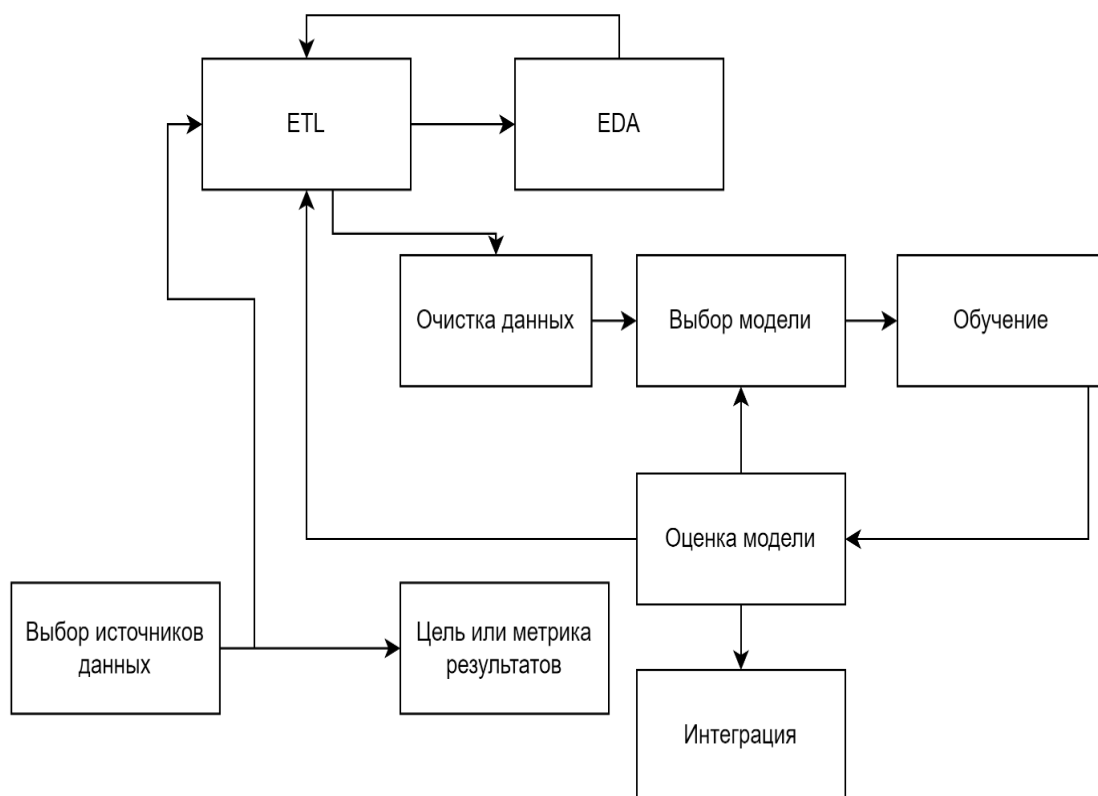 ETL
EDA
Очистка данных
Выбор модели
Обучение
Оценка модели
Выбор источников
данных
Цель или метрика
результатов
Интеграция